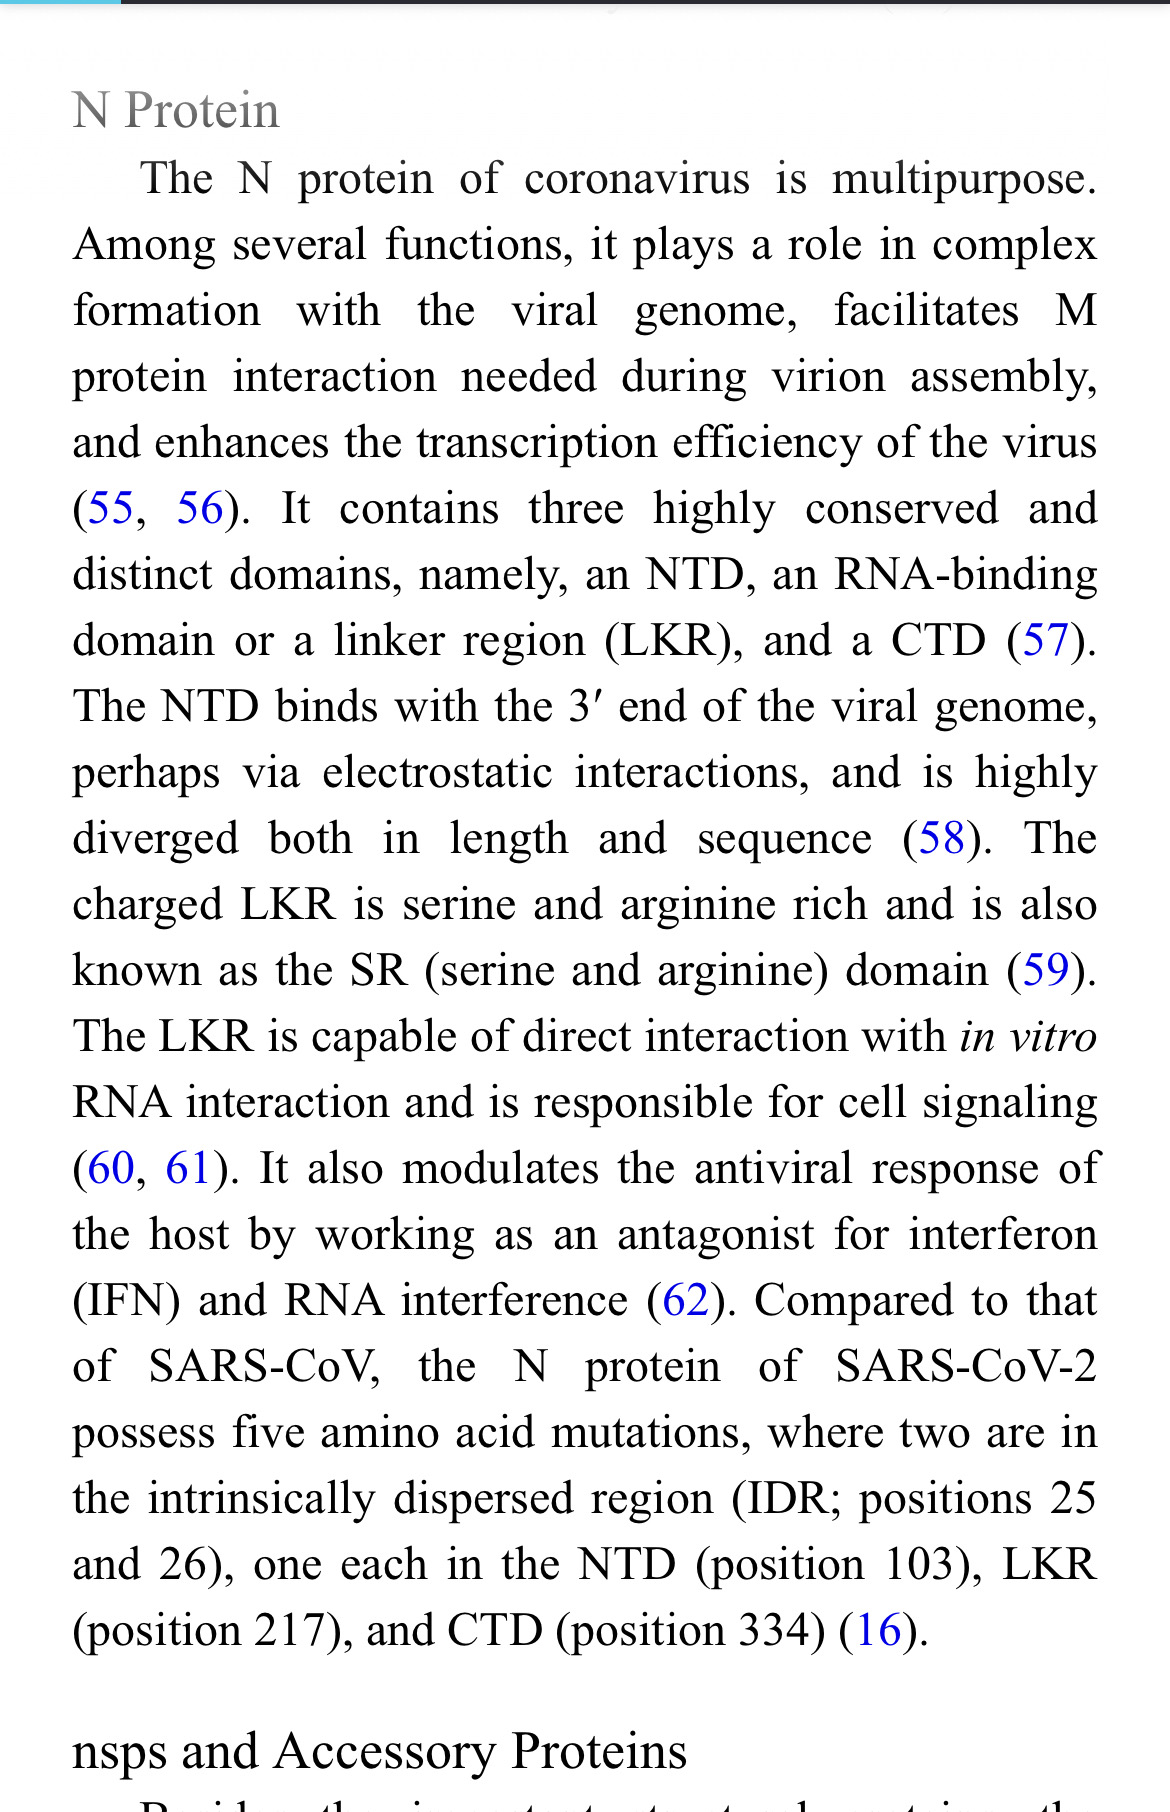 N Protein
The N protein of coronavirus is multipurpose.
Among several functions, it plays a role in complex
formation with the viral genome, facilitates M
protein interaction needed during virion assembly,
and enhances the transcription efficiency of the virus
(55, 56). It contains three highly conserved and
distinct domains, namely, an NTD, an RNA-binding
domain or a linker region (LKR), and a CTD (57).
The NTD binds with the 3′ end of the viral genome,
perhaps via electrostatic interactions, and is highly
diverged both in length and sequence (58). The
charged LKR is serine and arginine rich and is also
known as the SR (serine and arginine) domain (59).
The LKR is capable of direct interaction with in vitro
RNA interaction and is responsible for cell signaling
(60, 61). It also modulates the antiviral response of
the host by working as an antagonist for interferon
(IFN) and RNA interference (62). Compared to that
of SARS-CoV, the N protein of SARS-CoV-2
possess five amino acid mutations, where two are in
the intrinsically dispersed region (IDR; positions 25
and 26), one each in the NTD (position 103), LKR
(position 217), and CTD (position 334) (16).
nsps and Accessory Proteins